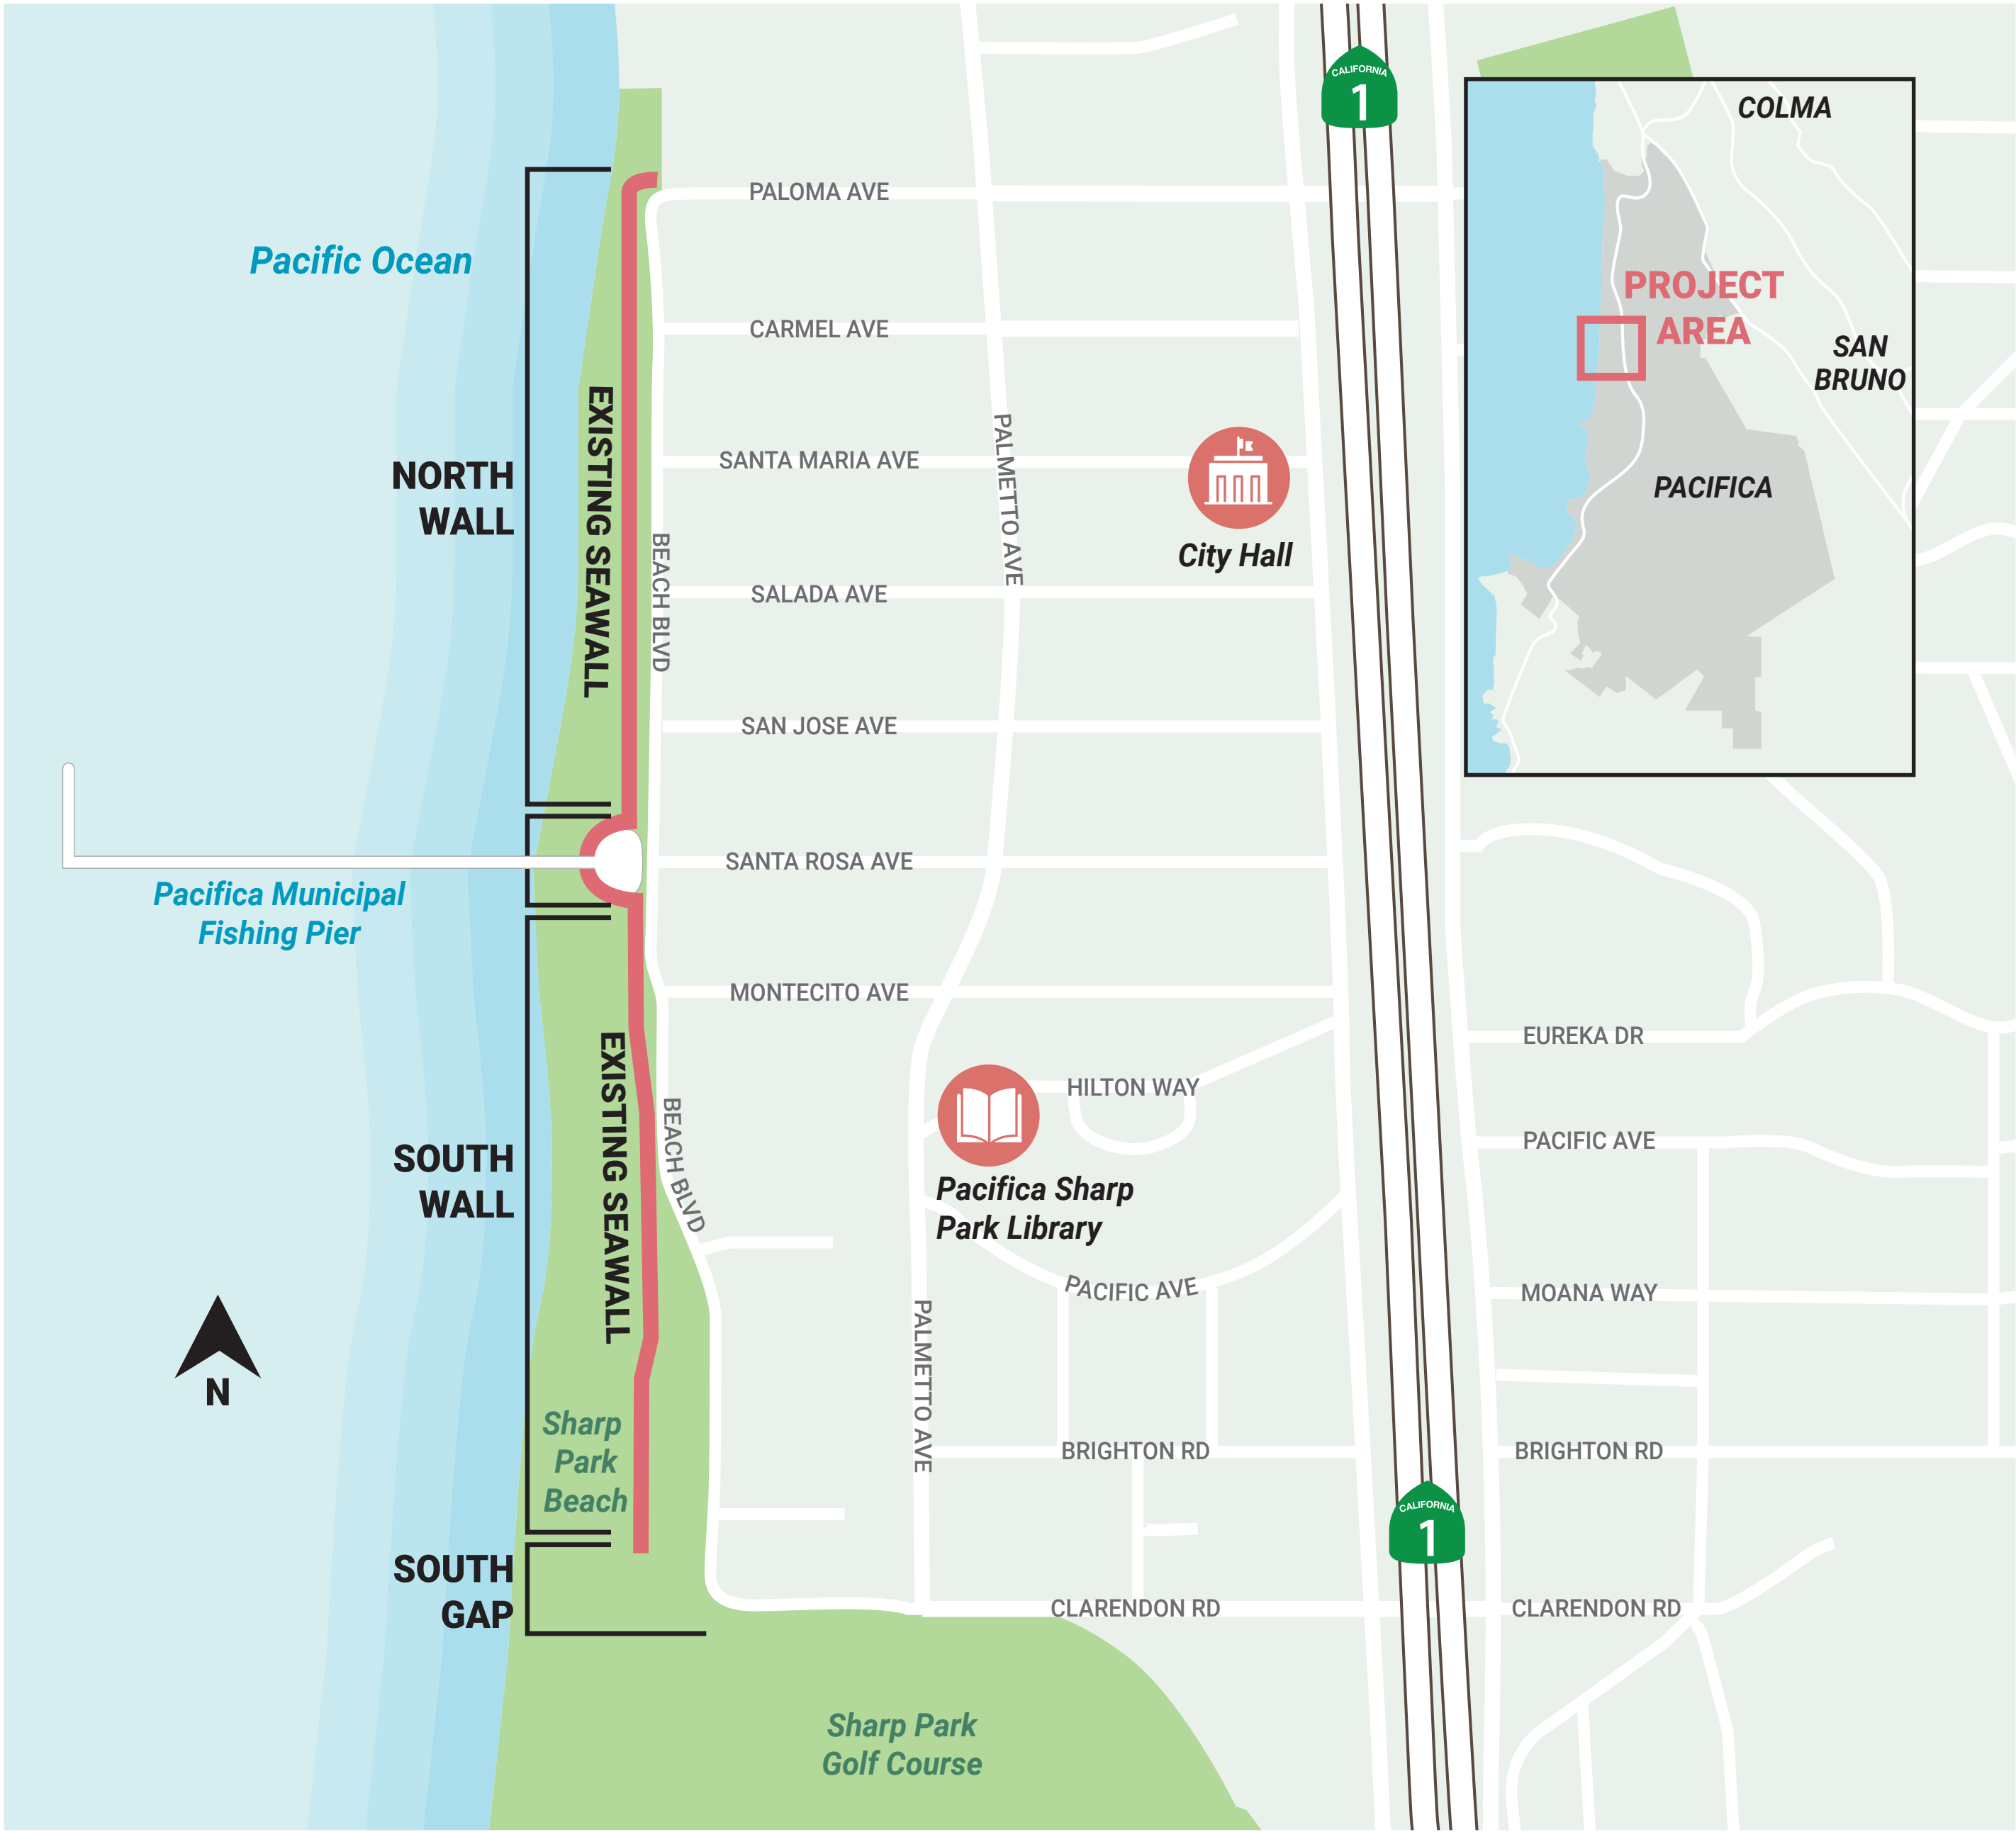 CALIFORNIA
1
COLMA
PALOMA AVE
Pacific Ocean
PROJECT
AREA
CARMEL AVE
SAN
BRUNO
EXISTING SEAWALL
NORTH
WALL
SANTA MARIA AVE
PALMETTO AVE
PACIFICA
City Hall
BEACH BLVD
SALADA AVE
SAN JOSE AVE
SANTA ROSA AVE
Pacifica Municipal
Fishing Pier
MONTECITO AVE
EUREKA DR
EXISTING SEAWALL
HILTON WAY
BEACH BLVD
PACIFIC AVE
SOUTH
WALL
Pacifica Sharp
Park Library
PACIFIC AVE
MOANA WAY
PALMETTO AVE
N
Sharp
Park
Beach
BRIGHTON RD
BRIGHTON RD
CALIFORNIA
1
SOUTH
GAP
CLARENDON RD
CLARENDON RD
Sharp Park
Golf Course